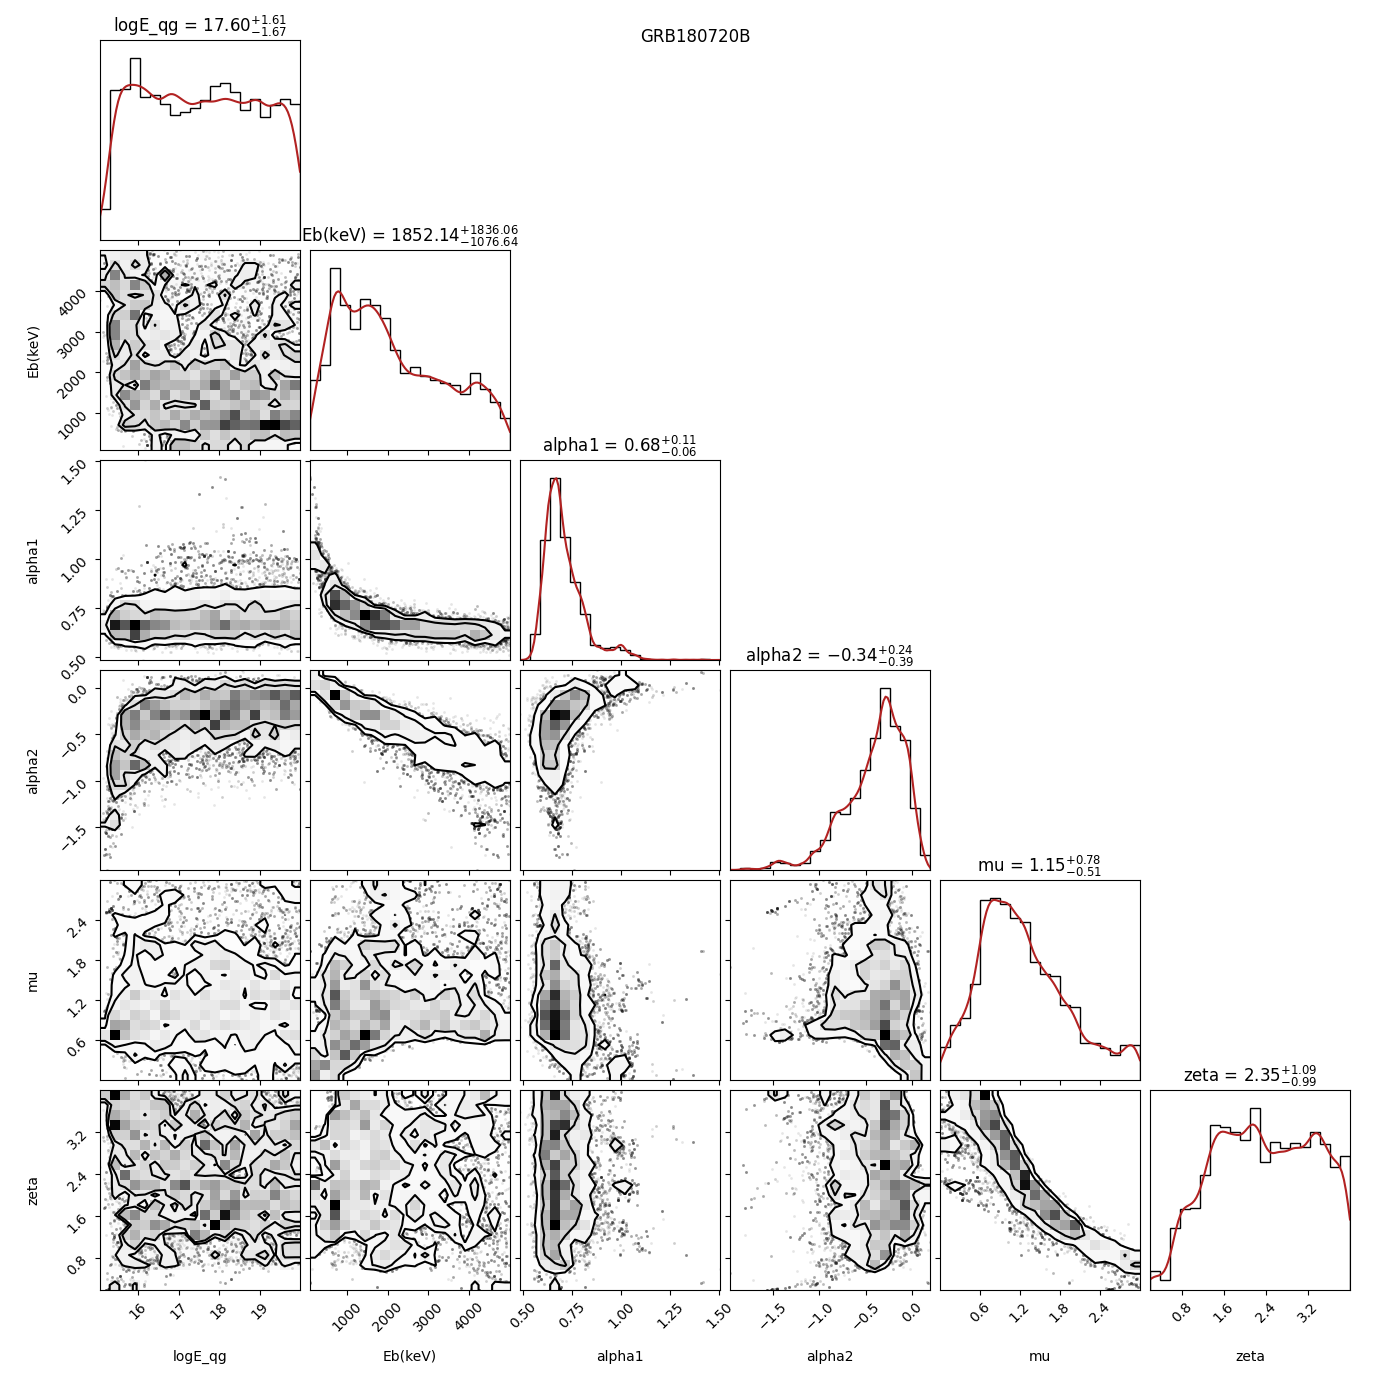 GRB180720B
logE_qg = 17.60+1.61 −1.67
Eb(keV) = 1852.14+1836.06 −1076.64
alpha1 = 0.68+0.11 −0.06
alpha2 = −0.34+0.24 −0.39
mu = 1.15+0.78 −0.51
zeta = 2.35+1.09 −0.99
Eb(keV)
4000
3000
2000
1000
alpha1
1.50
1.25
1.00
0.75
0.50
alpha2
0.0
−0.5
−1.0
−1.5
mu
2.4
1.8
1.2
0.6
zeta
3.2
2.4
1.6
0.8
16 17 18 19
1000 2000 3000 4000
0.50 0.75 1.00 1.25 1.50
−1.5 −1.0 −0.5 0.0
0.6 1.2 1.8 2.4
0.8 1.6 2.4 3.2
logE_qg Eb(keV) alpha1 alpha2 mu zeta